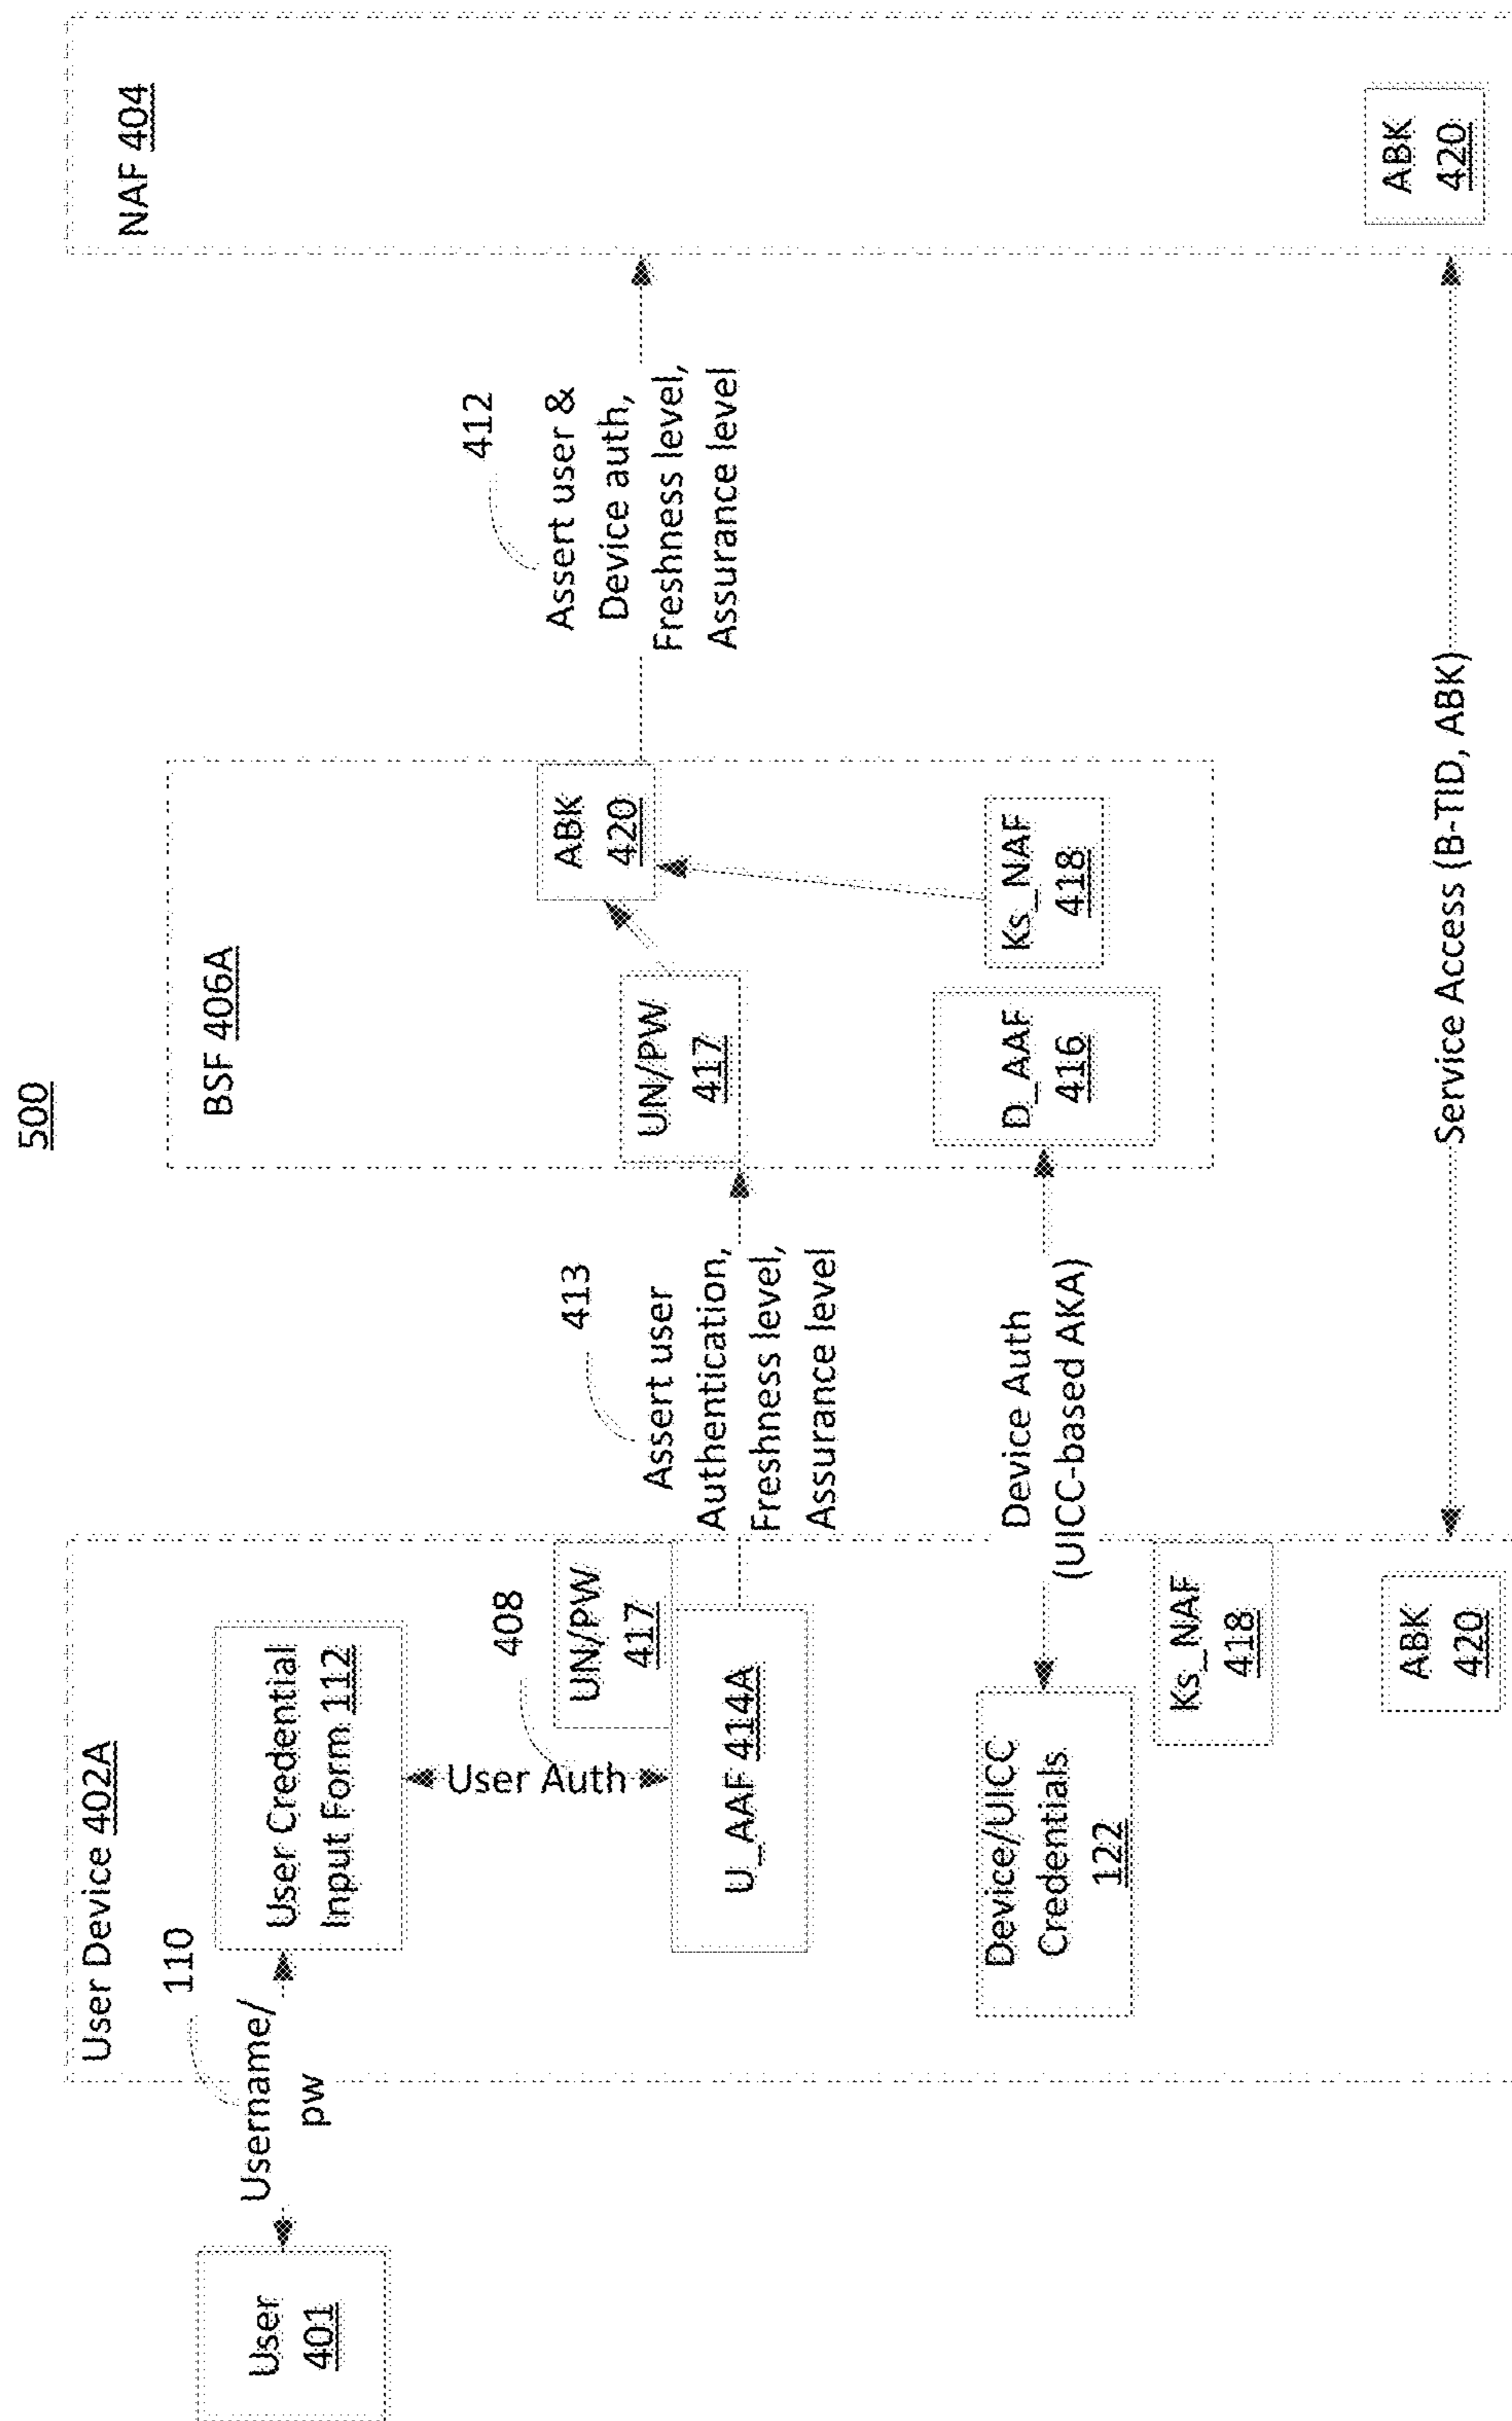 500
User
401
110
Username/
pw
User Device 402A
User Credential
Input Form 112
408
User Auth
UN/PW
417
U_AAF 414A
Device/UICC
Credentials
122
Ks_NAF
418
ABK
420
413
Assert user
Authentication,
Freshness level,
Assurance level
Device Auth
(UICC-based AKA)
BSF 406A
UN/PW
417
ABK
420
D_AAF
416
Ks_NAF
418
412
Assert user &
Device auth,
Freshness level,
Assurance level
Service Access (B-TID, ABK)
NAF 404
ABK
420